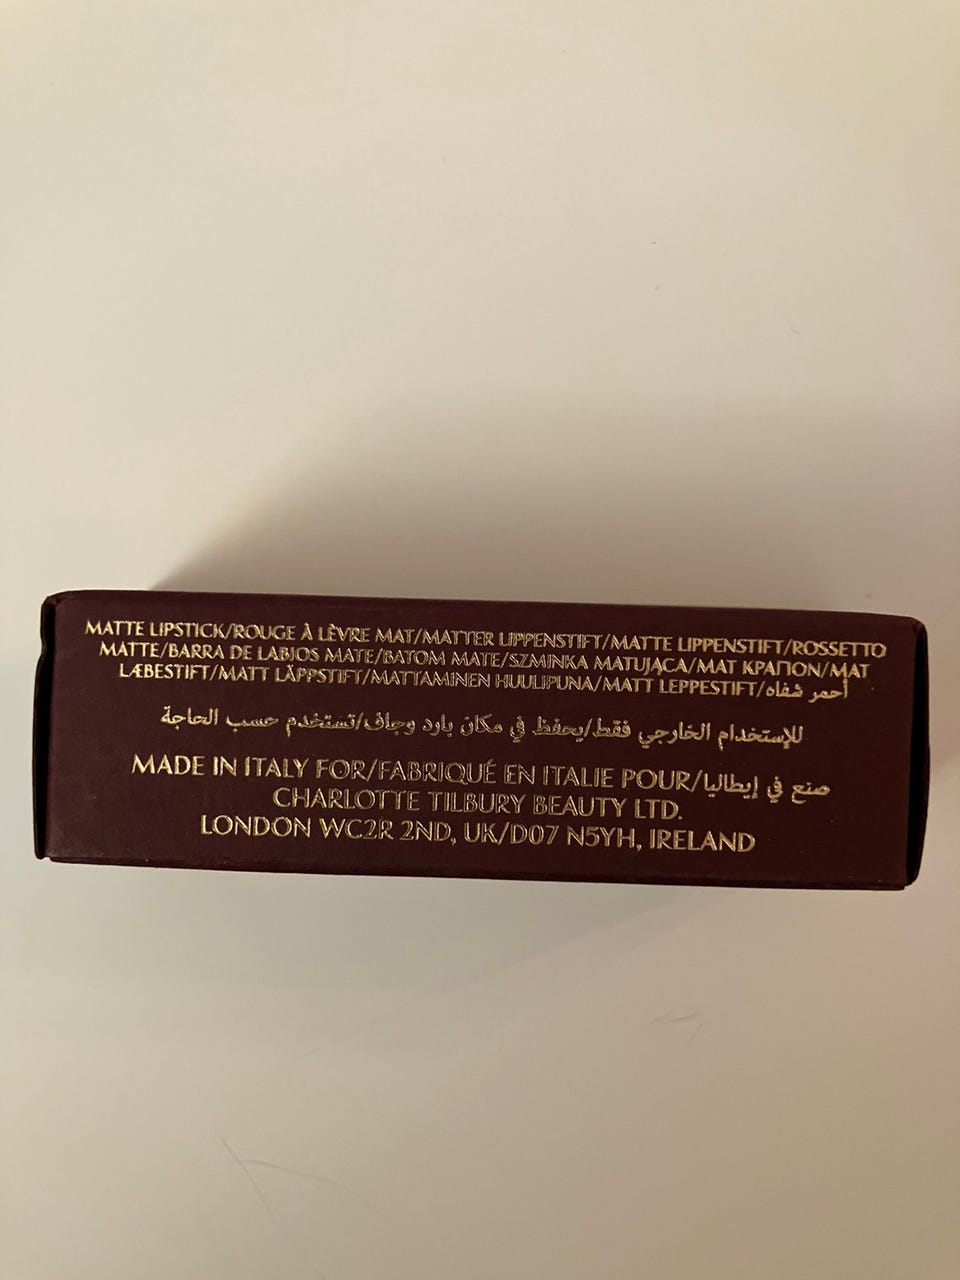 MATTE LIPSTICK/ROUGE À LÈVRE MAT/MATTER LIPPENSTIFT/MATTE LIPPENSTIFT/ROSSETTO
MATTE/BARRA DE LABIOS MATE/BATOM MATE/SZMINKA MATUJĄCA/MAT КРАПОН/MAT
LÆBESTIFT/MATT LÄPPSTIFT/MATTAMINEN HUULIPUNA/MATT LEPPESTIFT/أحمر شفاه
للإستخدام الخارجي فقط/يحفظ في مكان بارد وجاف/تستخدم حسب الحاجة
MADE IN ITALY FOR/FABRIQUÉ EN ITALIE POUR/صنع في إيطاليا
CHARLOTTE TILBURY BEAUTY LTD.
LONDON WC2R 2ND, UK/D07 N5YH, IRELAND